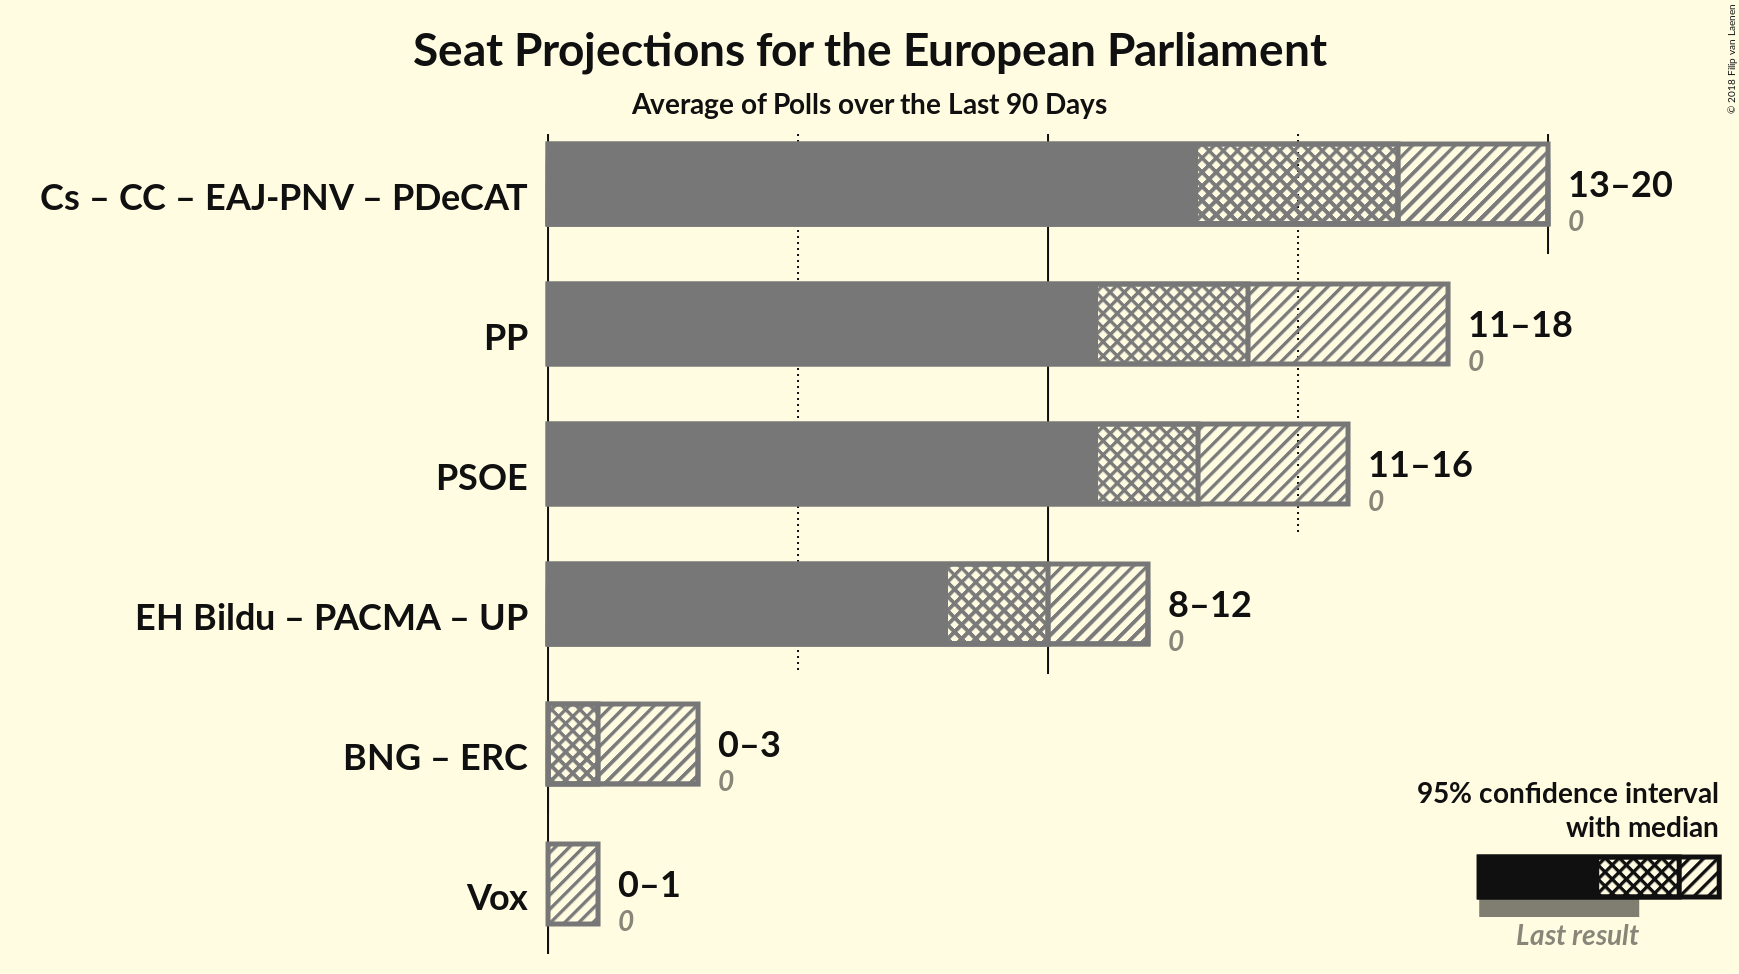 Seat Projections for the European Parliament
Average of Polls over the Last 90 Days
© 2018 Filip van Laenen
Cs – CC – EAJ-PNV – PDeCAT
13–20
0
PP
11–18
0
PSOE
11–16
0
EH Bildu – PACMA – UP
8–12
0
BNG – ERC
0–3
0
Vox
0–1
0
95% confidence interval
with median
Last result